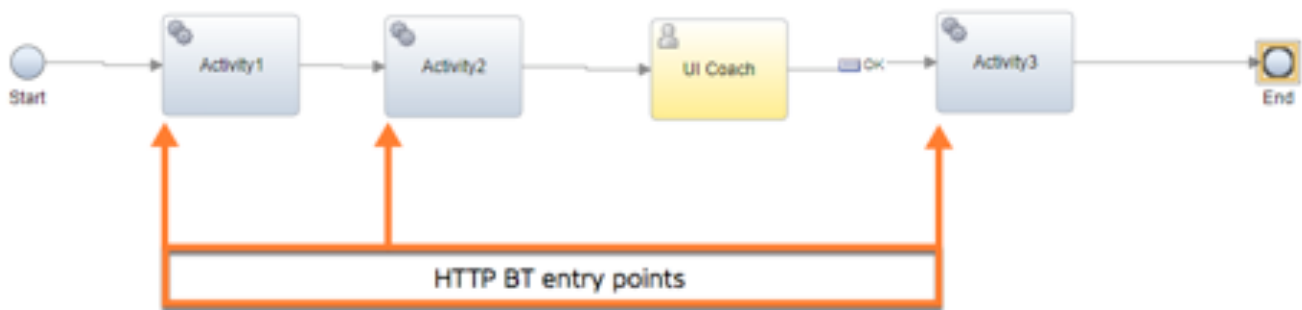 Activity1
Activity2
UI Coach
OK
Activity3
Start
End
HTTP BT entry points